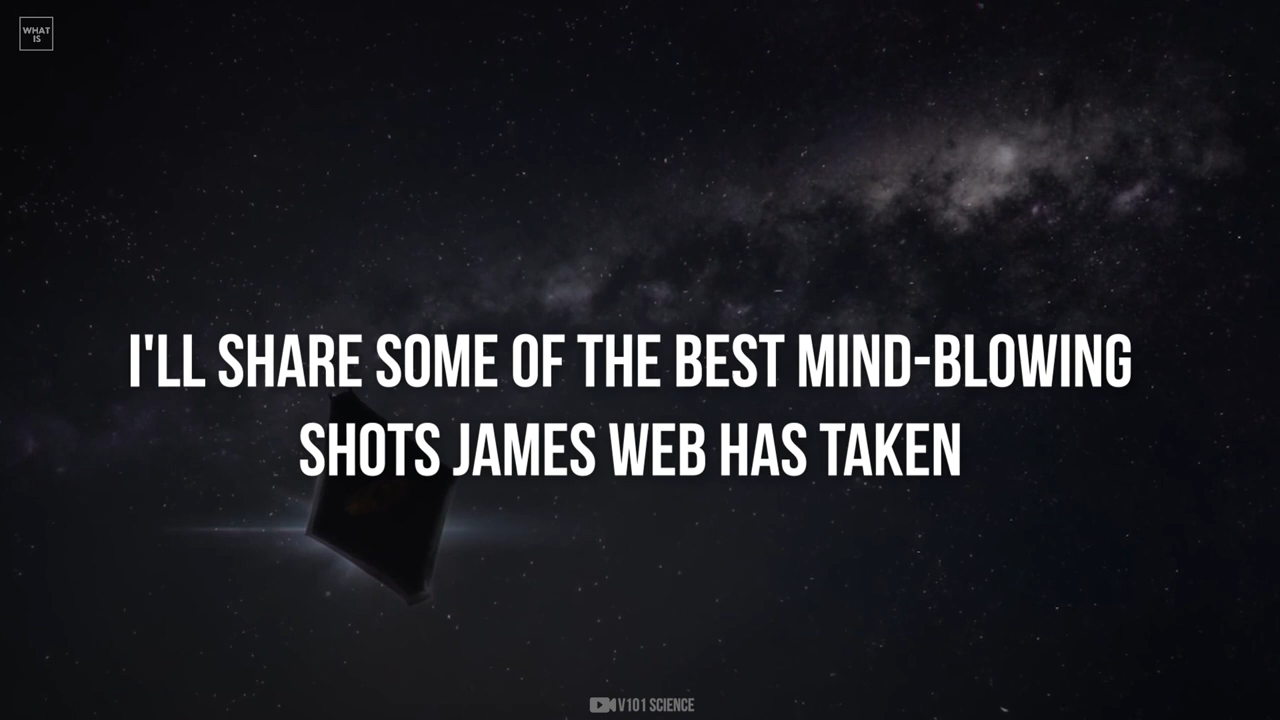 WHAT
IS
I'LL SHARE SOME OF THE BEST MIND-BLOWING
SHOTS JAMES WEB HAS TAKEN
V101 SCIENCE